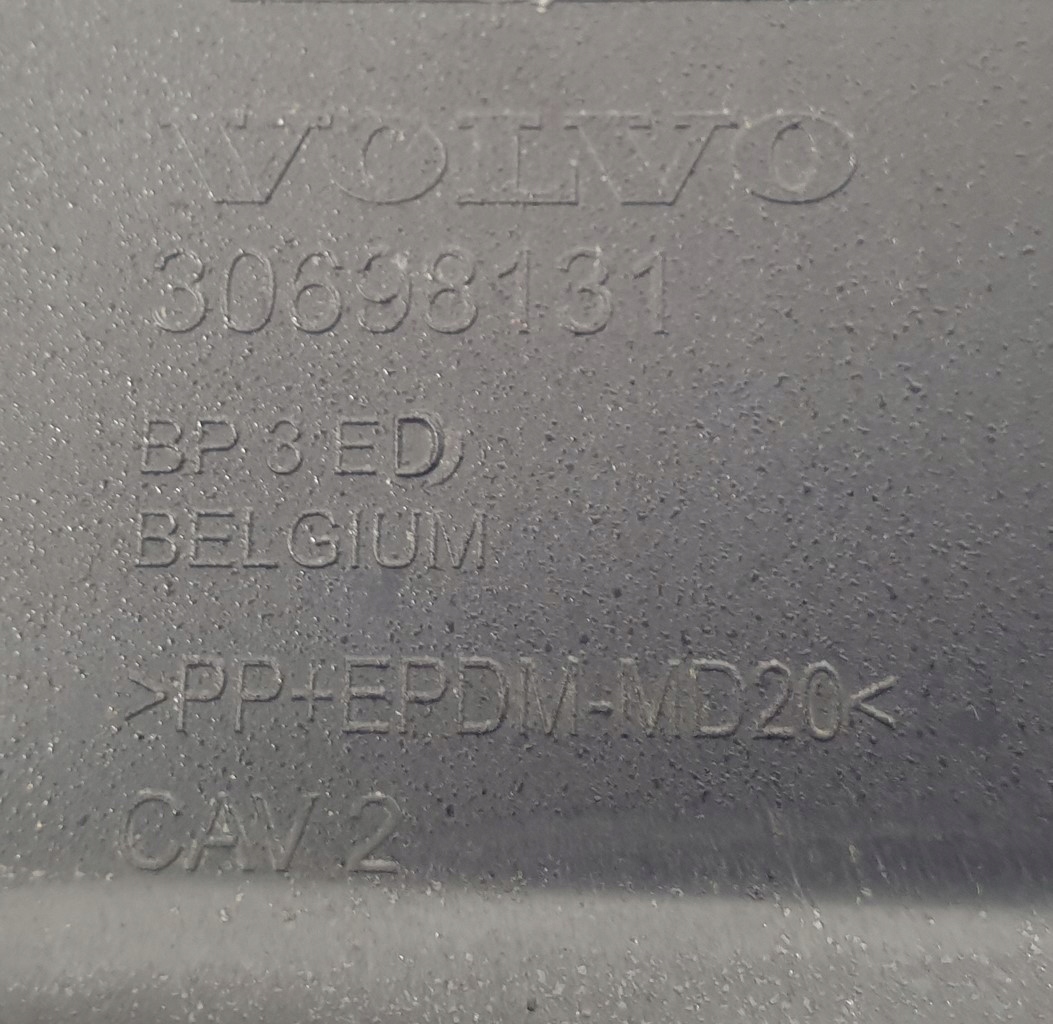 VOLVO
30698131
BP 3 ED
BELGIUM
>PP+EPDM-MD20<
CAV 2